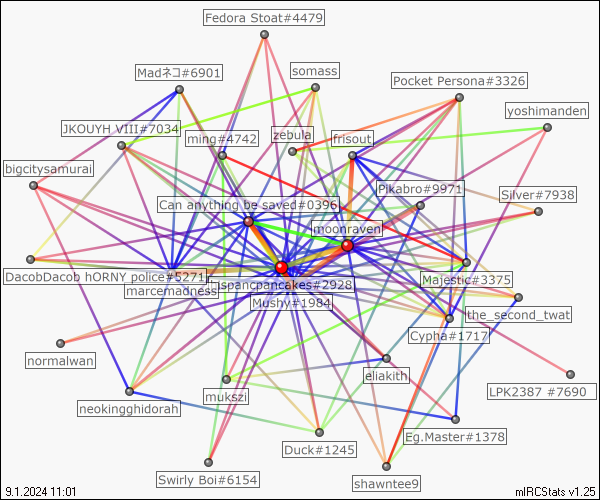 Fedora Stoat#4479
Madネコ#6901
somass
Pocket Persona#3326
yoshimanden
JKOUYH VIII#7034
ming#4742
zebula
frisout
bigcitysamurai
Pikabro#9971
Silver#7938
Can anything be saved#0396
moonraven
DacobDacob hORNY police#5271
Majestic#3375
marcemadness
spancpancakes#2928
Mushy#1984
the_second_twat
Cypha#1717
normalwan
eliakith
LPK2387 #7690
mukszi
neokingghidorah
Eg.Master#1378
Duck#1245
Swirly Boi#6154
shawntee9
9.1.2024 11:01
mIRCStats v1.25